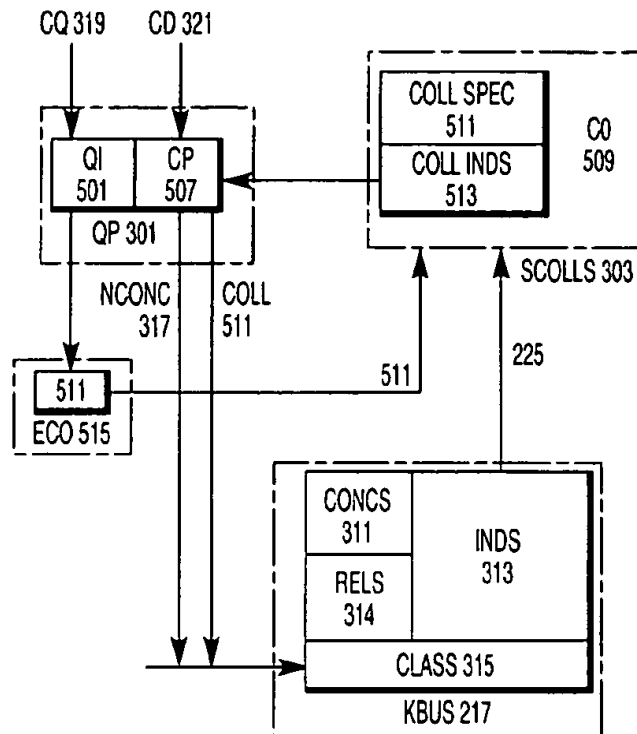 CQ 319
CD 321
QI
501
CP
507
QP 301
COLL SPEC
511
COLL INDS
513
CO
509
SCOLLS 303
NCONC
317
COLL
511
225
511
511
ECO 515
CONCS
311
INDS
313
RELS
314
CLASS 315
KBUS 217